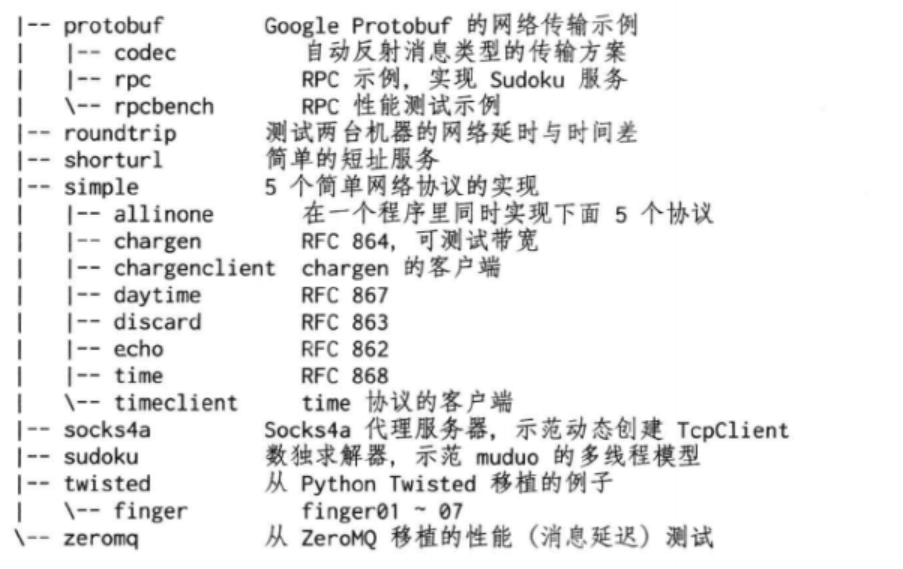 |-- protobuf 		Google Protobuf 的网络传输示例
|   |-- codec 		自动反射消息类型的传输方案
|   |-- rpc 		RPC 示例，实现 Sudoku 服务
|   \-- rpcbench 	RPC 性能测试示例
|-- roundtrip 		测试两台机器的网络延时与时间差
|-- shorturl 		简单的短址服务
|-- simple 		5 个简单网络协议的实现
|   |-- allinone 	在一个程序里同时实现下面 5 个协议
|   |-- chargen 	RFC 864，可测试带宽
|   |-- chargenclient 	chargen 的客户端
|   |-- daytime 	RFC 867
|   |-- discard 	RFC 863
|   |-- echo 		RFC 862
|   |-- time 		RFC 868
|   \-- timeclient 	time 协议的客户端
|-- socks4a 		Socks4a 代理服务器，示范动态创建 TcpClient
|-- sudoku 		数独求解器，示范 muduo 的多线程模型
|-- twisted 		从 Python Twisted 移植的例子
|   \-- finger 		finger01 ~ 07
\-- zeromq 		从 ZeroMQ 移植的性能（消息延迟）测试